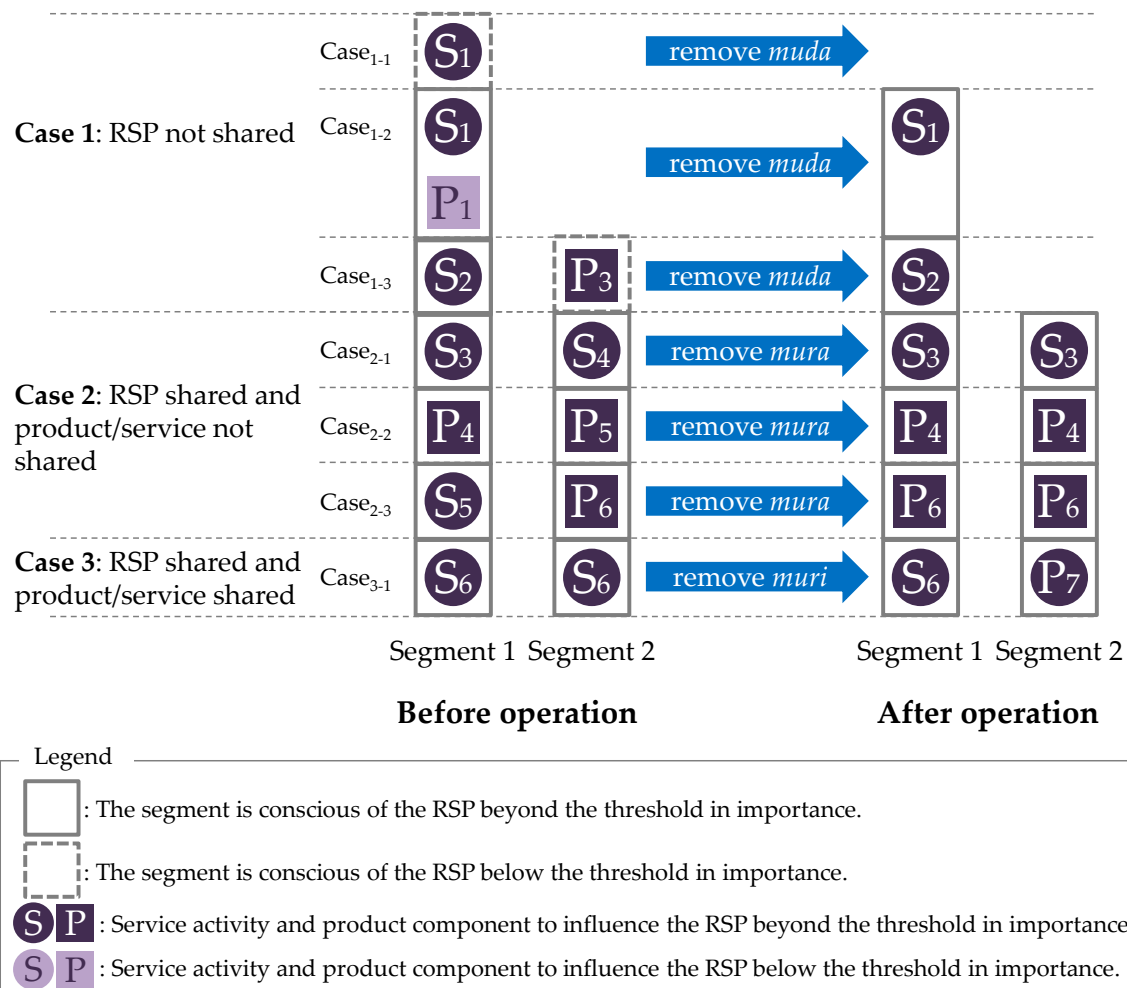 Case1-1 S1 remove muda
Case 1: RSP not shared Case1-2 S1 remove muda S1
P1
Case1-3 S2 P3 remove muda S2
Case2-1 S3 S4 remove mura S3 S3
Case 2: RSP shared and
product/service not
shared
Case2-2 P4 P5 remove mura P4 P4
Case2-3 S5 P6 remove mura P6 P6
Case 3: RSP shared and
product/service shared
Case3-1 S6 S6 remove muri S6 P7
Segment 1 Segment 2 Segment 1 Segment 2
Before operation After operation
Legend
: The segment is conscious of the RSP beyond the threshold in importance.
: The segment is conscious of the RSP below the threshold in importance.
S P : Service activity and product component to influence the RSP beyond the threshold in importance
S P : Service activity and product component to influence the RSP below the threshold in importance.